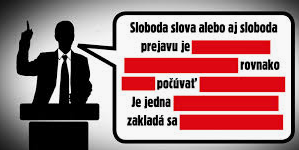 Sloboda slova alebo aj sloboda
prejavu je
rovnako
počúvať
Je jedna
zakladá sa